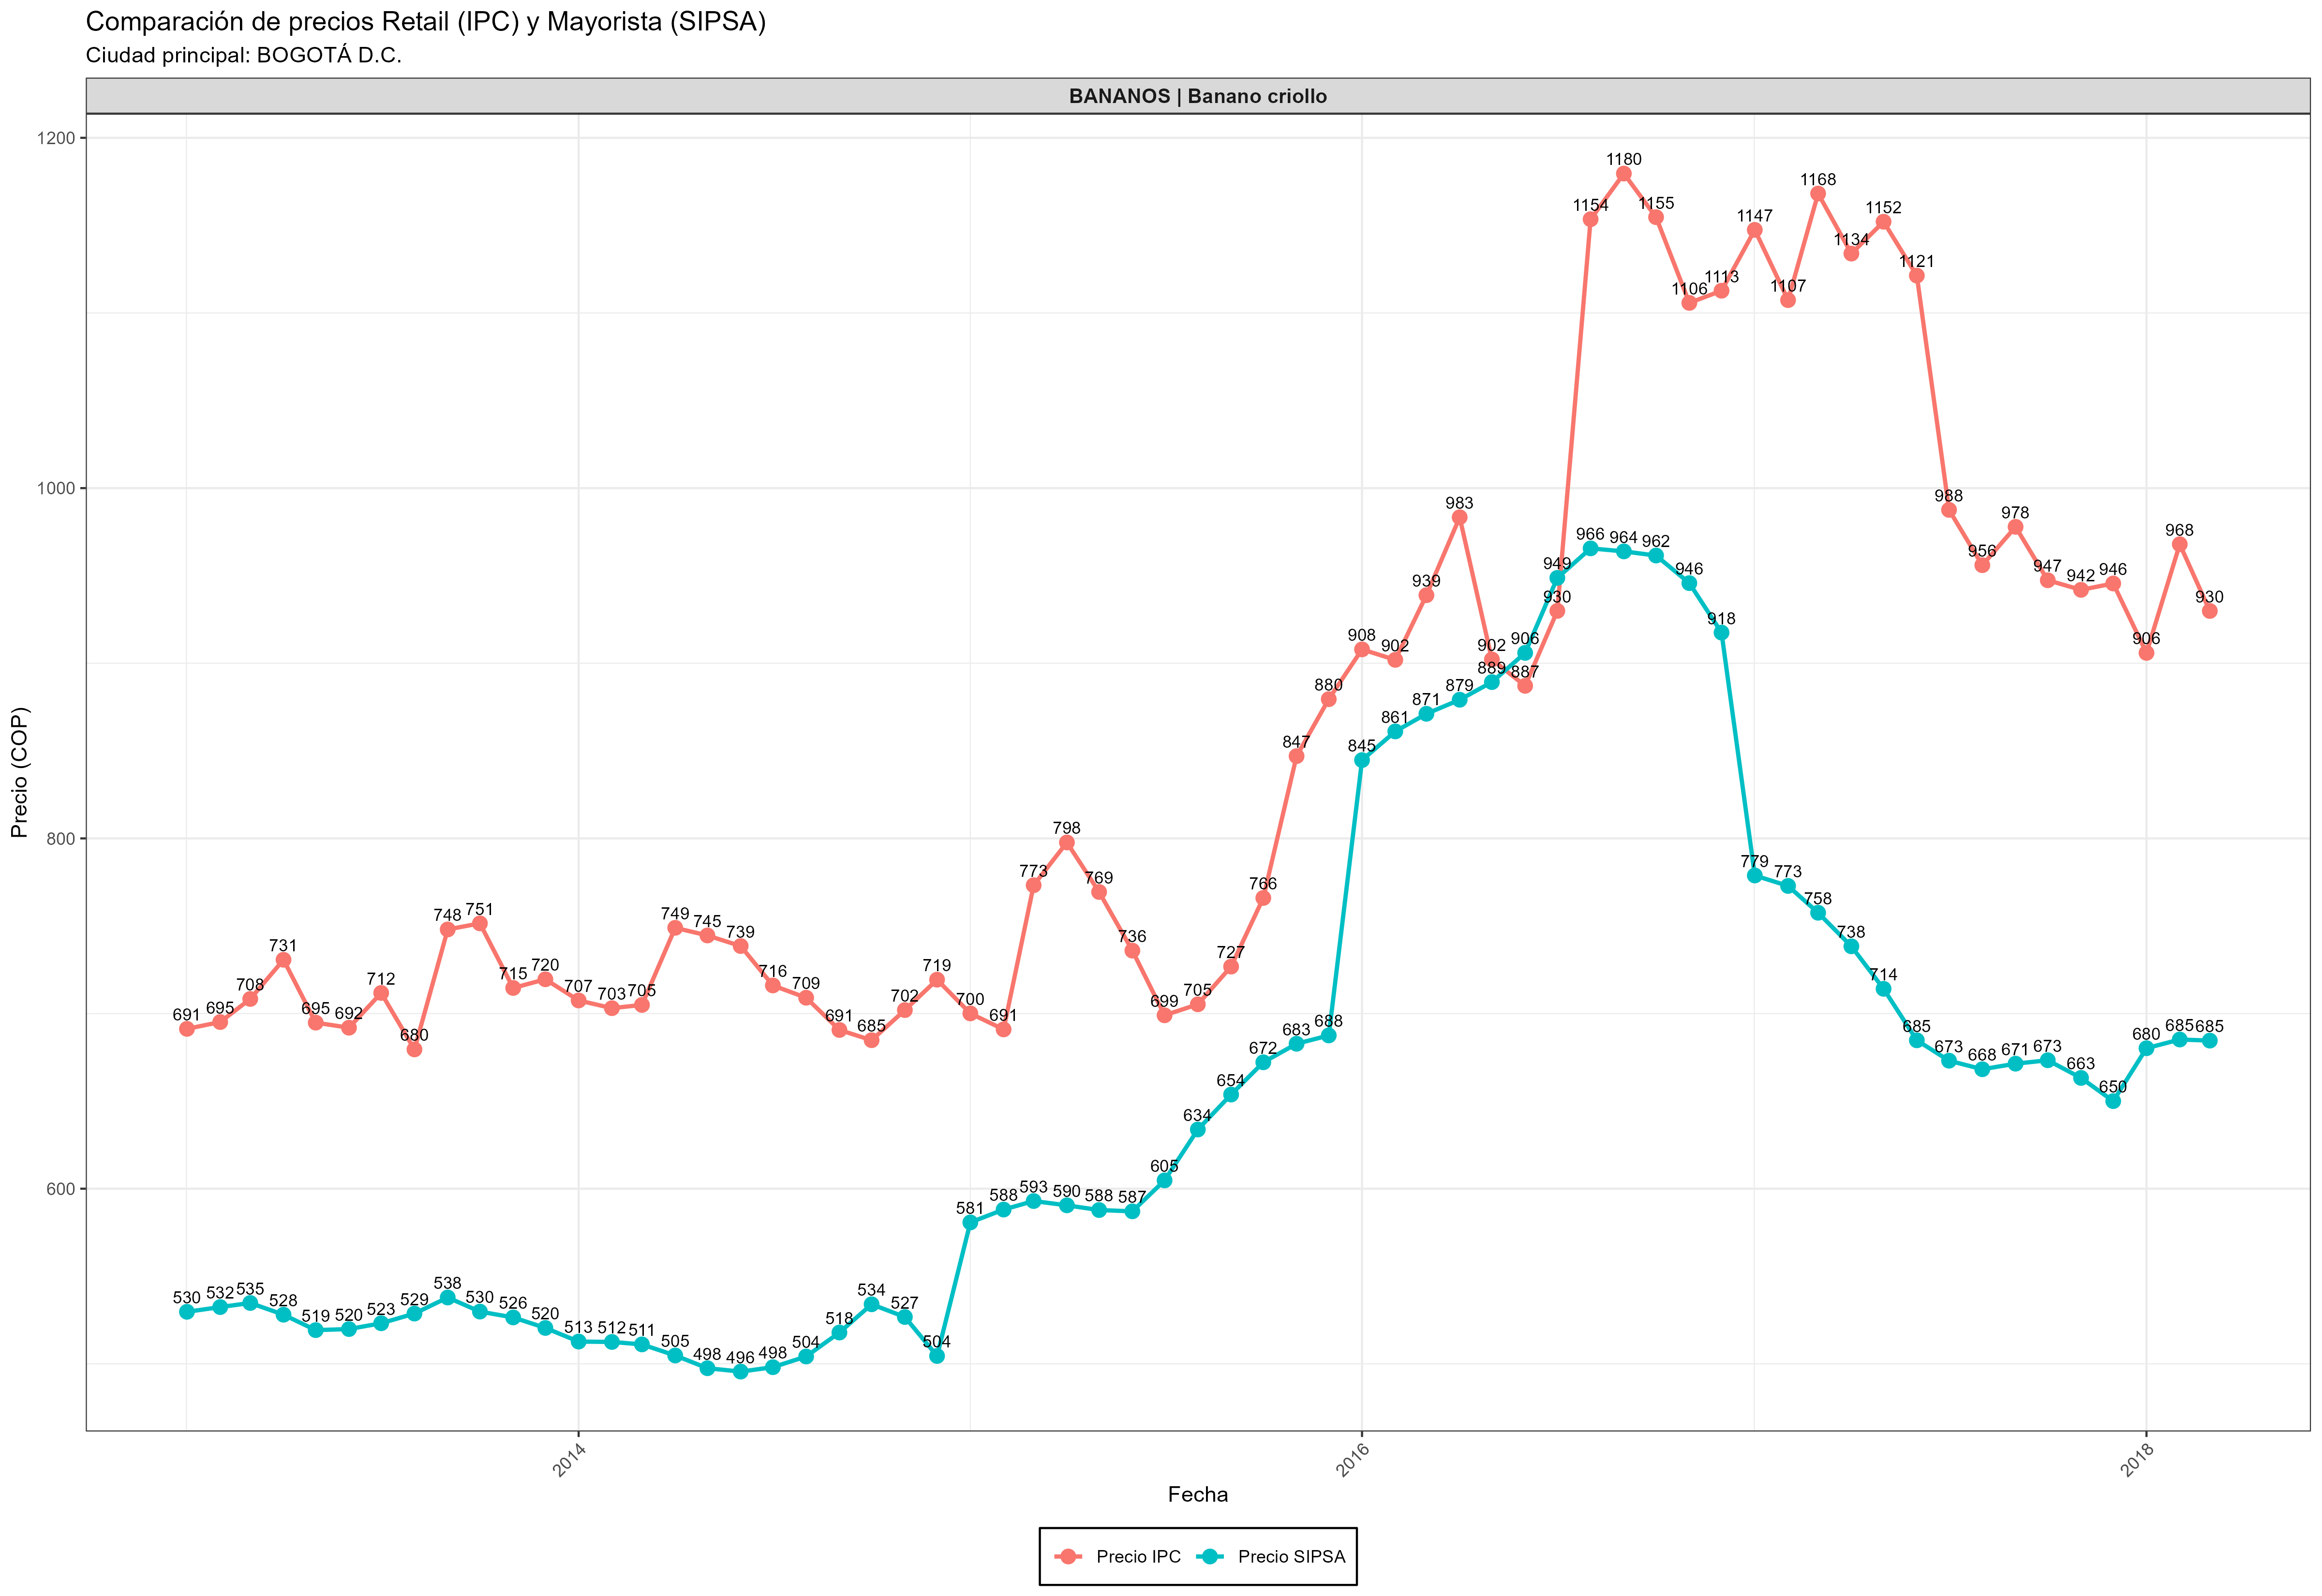 Comparación de precios Retail (IPC) y Mayorista (SIPSA)
Ciudad principal: BOGOTÁ D.C.
BANANOS | Banano criollo
Precio (COP)
1200
1000
800
600
691 695 708 731 695 692 712 680 748 751 715 720 707 703 705 749 745 739 716 709 691 685 702 719 700 691 773 798 769 736 699 705 727 766 847 880 908 902 939 983 902 887 930 1154 1180 1155 1106 1113 1147 1107 1168 1134 1152 1121 988 956 978 947 942 946 906 968 930
530 532 535 528 519 520 523 529 538 530 526 520 513 512 511 505 498 496 498 504 518 534 527 504 581 588 593 590 588 587 605 634 654 672 683 688 845 861 871 879 889 906 949 966 964 962 946 918 779 773 758 738 714 685 673 668 671 673 663 650 680 685 685
2014 2016 2018
Fecha
Precio IPC Precio SIPSA